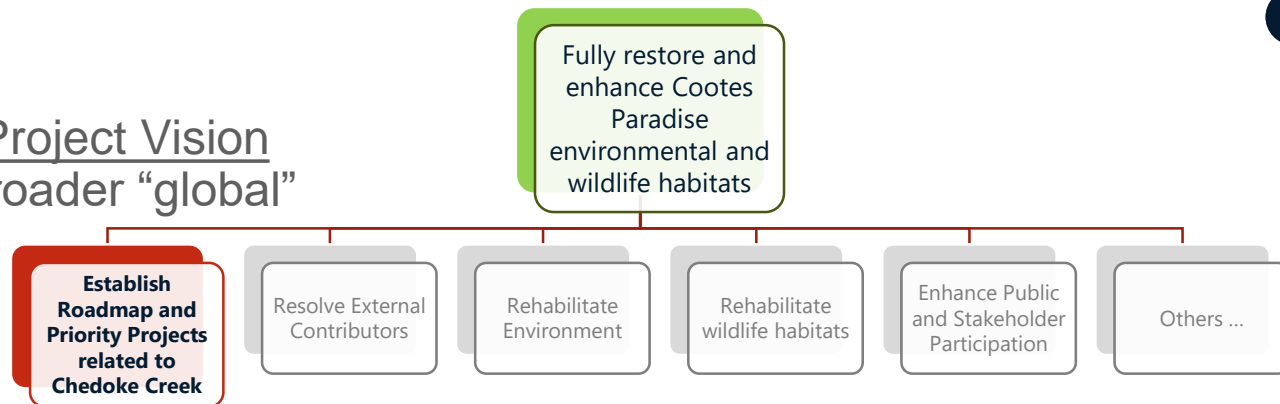 Fully restore and
enhance Cootes
Paradise
environmental and
wildlife habitats
Project Vision
roader “global”
Establish
Roadmap and
Priority Projects
related to
Chedoke Creek
Resolve External
Contributors
Rehabilitate
Environment
Rehabilitate
wildlife habitats
Enhance Public
and Stakeholder
Participation
Others ...